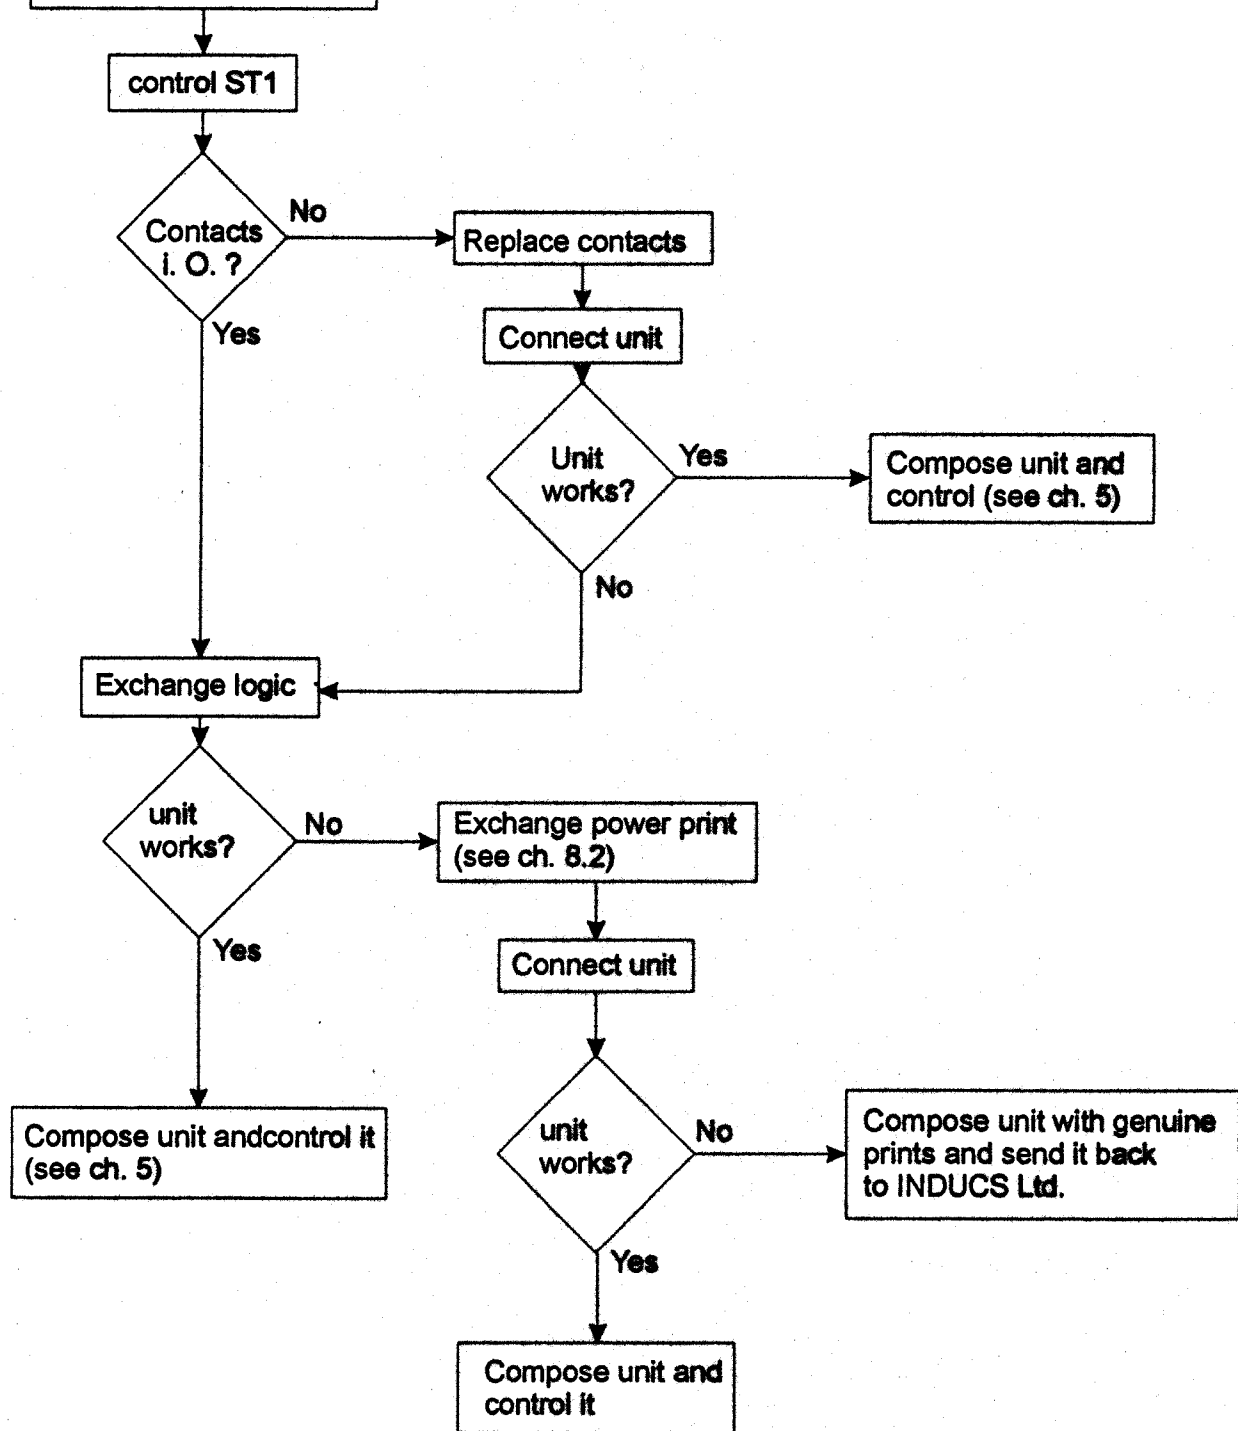 control ST1
Contacts
i. O. ?
No
Yes
Replace contacts
Connect unit
Unit
works?
Yes
No
Compose unit and
control (see ch. 5)
Exchange logic
unit
works?
No
Yes
Exchange power print
(see ch. 8.2)
Connect unit
Compose unit andcontrol it
(see ch. 5)
unit
works?
No
Yes
Compose unit with genuine
prints and send it back
to INDUCS Ltd.
Compose unit and
control it